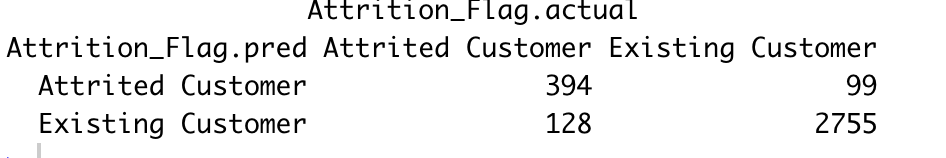 Attrition_Flag.actual
Attrition_Flag.pred Attrited Customer Existing Customer
Attrited Customer 394 99
Existing Customer 128 2755